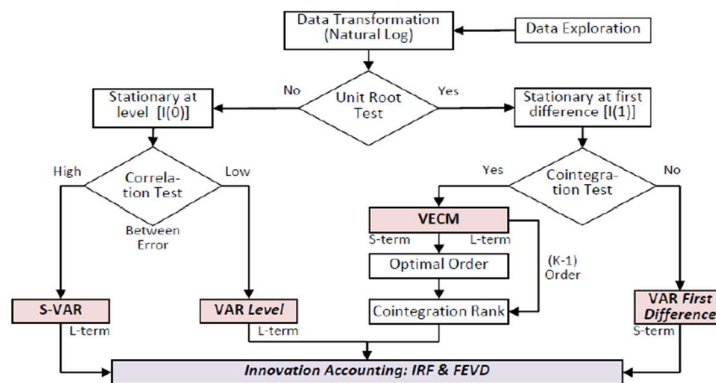 Data Transformation
(Natural Log)
Data Exploration
No
Unit Root
Test
Yes
Stationary at
level [I(0)]
Stationary at first
difference [I(1)]
High
Correla-
tion Test
Low
Between
Error
Yes
Cointegra-
tion Test
No
VECM
S-term
L-term
Optimal Order
(K-1)
Order
Cointegration Rank
S-VAR
L-term
VAR Level
L-term
VAR First
Difference
S-term
Innovation Accounting: IRF & FEVD